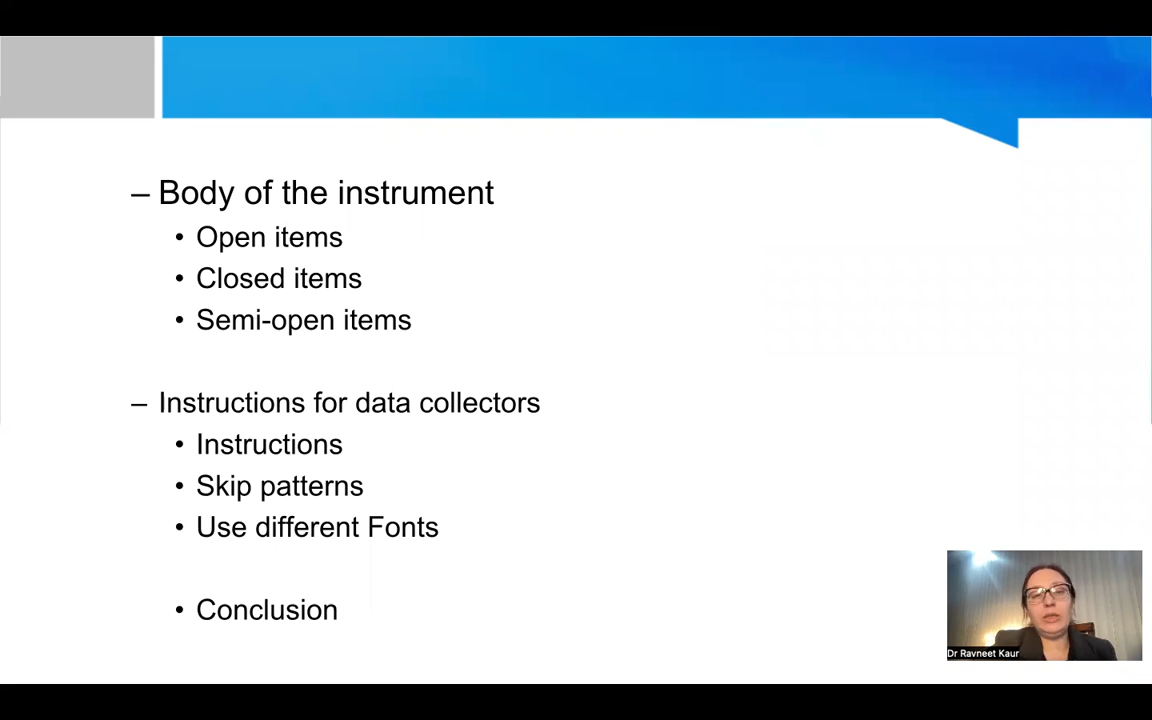 – Body of the instrument
• Open items
• Closed items
• Semi-open items
– Instructions for data collectors
• Instructions
• Skip patterns
• Use different Fonts
• Conclusion
Dr Ravneet Kaur